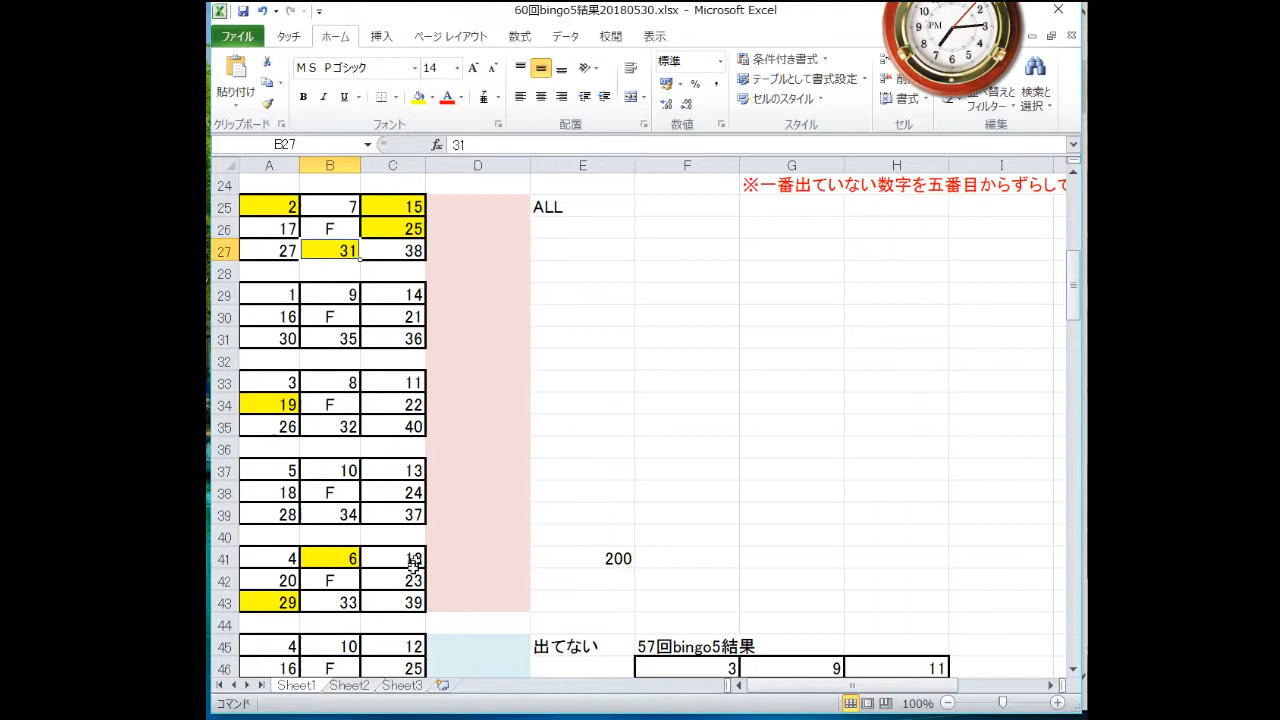 60回bingo5結果20180530.xlsx - Microsoft Excel
ファイル タッチ ホーム 挿入 ページ レイアウト 数式 データ 校閲 表示
貼り付け
ＭＳ Ｐゴシック 14
B I U
標準
条件付き書式
テーブルとして書式設定
セルのスタイル
書式
並べ替えと フィルター
検索と 選択
クリップボード フォント 配置 数値 スタイル セル 編集
B27 fx 31
A B C D E F G H I
24 ※一番出ていない数字を五番目からずらして
25 2 7 15 ALL
26 17 F 25
27 27 31 38
28
29 1 9 14
30 16 F 21
31 30 35 36
32
33 3 8 11
34 19 F 22
35 26 32 40
36
37 5 10 13
38 18 F 24
39 28 34 37
40
41 4 6 200
42 20 F 23
43 29 33 39
44
45 4 10 12 出てない 57回bingo5結果
46 16 F 25 3 9 11
Sheet1 Sheet2 Sheet3
コマンド 100%